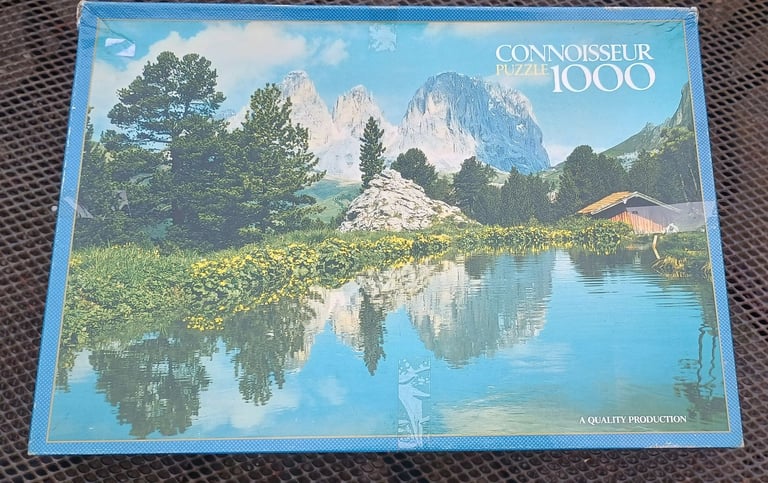 CONNOISSEUR
PUZZLE 1000
A QUALITY PRODUCTION